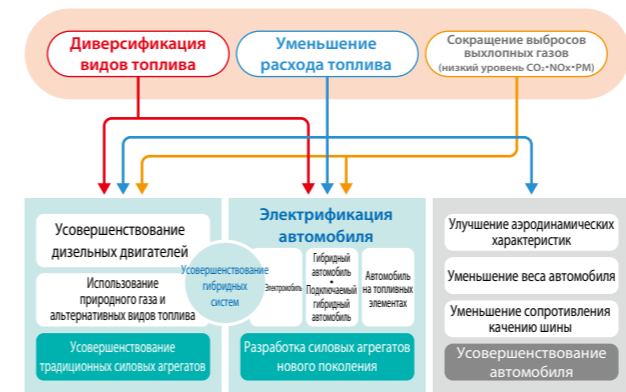 Диверсификация
видов топлива
Уменьшение
расхода топлива
Сокращение выбросов
выхлопных газов
(низкий уровень CO₂•NOx•PM)
Усовершенствование
дизельных двигателей
Использование
природного газа и
альтернативных видов топлива
Усовершенствование
традиционных силовых агрегатов
Усовершенствование
гибридных
систем
Электрификация
автомобиля
Электромобиль
Гибридный
автомобиль
•
Подключаемый
гибридный
автомобиль
Автомобиль
на топливных
элементах
Разработка силовых агрегатов
нового поколения
Улучшение аэродинамических
характеристик
Уменьшение веса автомобиля
Уменьшение сопротивления
качению шины
Усовершенствование
автомобиля